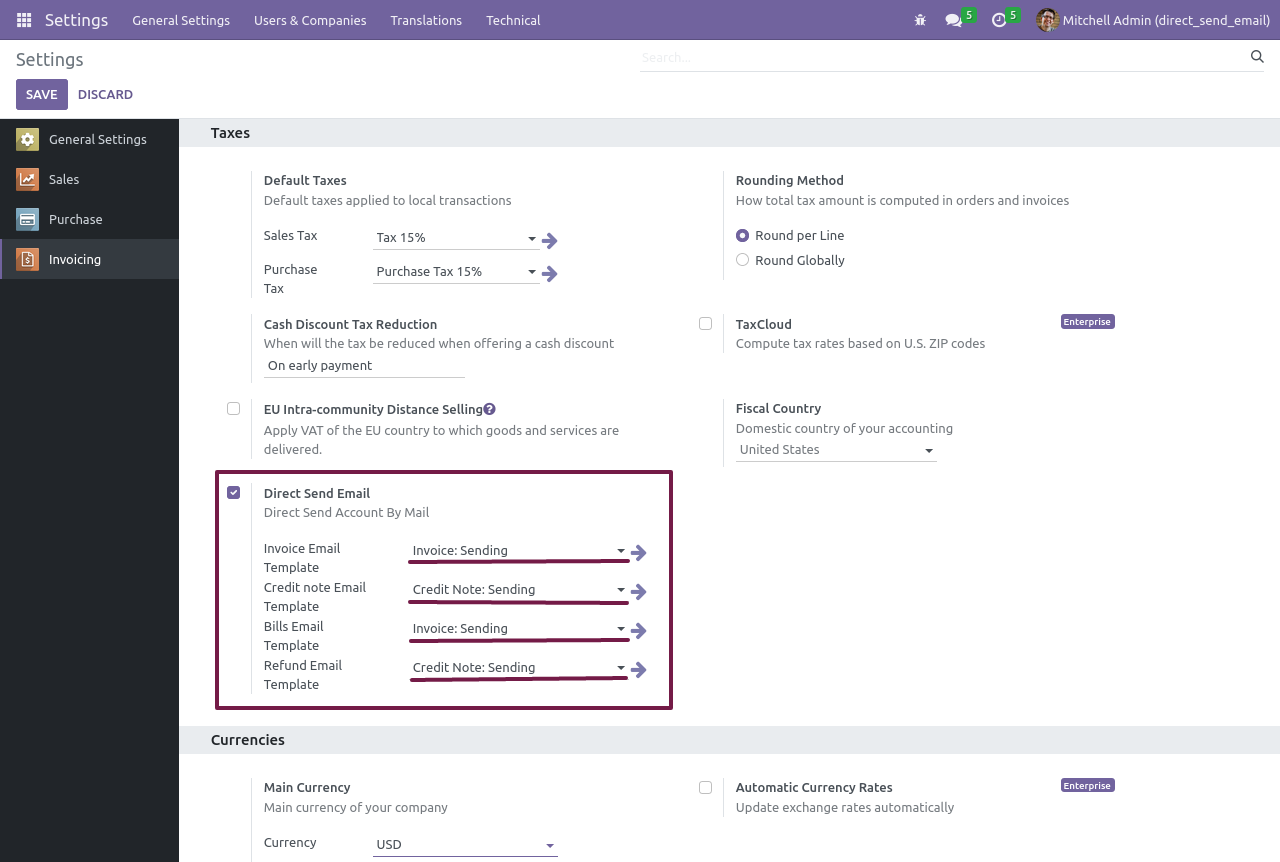 Settings General Settings Users & Companies Translations Technical 5 5 Mitchell Admin (direct_send_email)
Settings
Search...
SAVE DISCARD
General Settings
Sales
Purchase
Invoicing
Taxes
Default Taxes
Default taxes applied to local transactions
Sales Tax Tax 15%
Purchase
Tax
Purchase Tax 15%
Rounding Method
How total tax amount is computed in orders and invoices
Round per Line
Round Globally
Cash Discount Tax Reduction
When will the tax be reduced when offering a cash discount
On early payment
TaxCloud Enterprise
Compute tax rates based on U.S. ZIP codes
EU Intra-community Distance Selling?
Apply VAT of the EU country to which goods and services are
delivered.
Fiscal Country
Domestic country of your accounting
United States
Direct Send Email
Direct Send Account By Mail
Invoice Email
Template
Invoice: Sending
Credit note Email
Template
Credit Note: Sending
Bills Email
Template
Invoice: Sending
Refund Email
Template
Credit Note: Sending
Currencies
Main Currency
Main currency of your company
Currency USD
Automatic Currency Rates Enterprise
Update exchange rates automatically